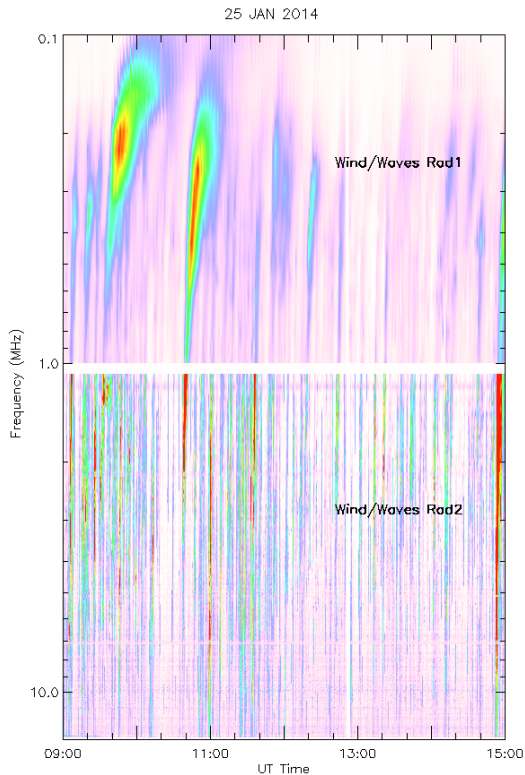 25 JAN 2014
0.1
Wind/Waves Rad1
1.0
Frequency (MHz)
Wind/Waves Rad2
10.0
09:00 11:00 13:00 15:00
UT Time